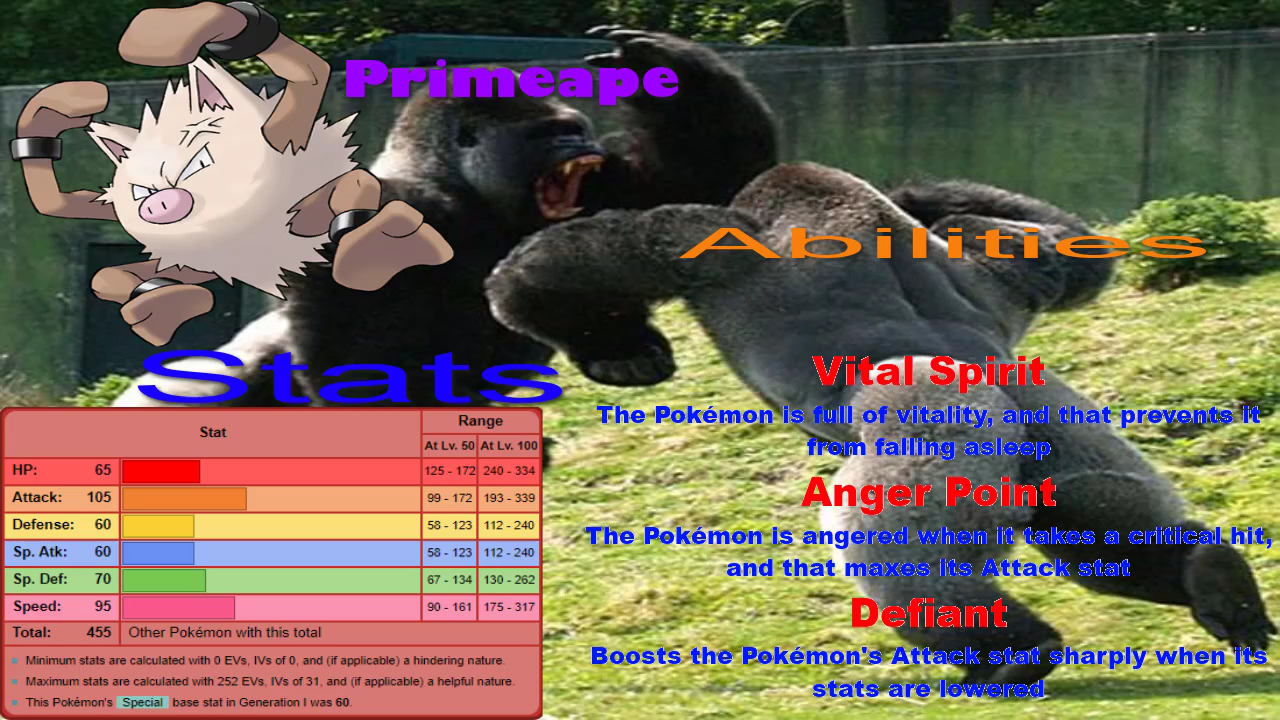 Primeape
Abilities
Stats
Stat
Range
At Lv. 50 At Lv. 100
HP: 65 125 - 172 240 - 334
Attack: 105 99 - 172 193 - 339
Defense: 60 58 - 123 112 - 240
Sp. Atk: 60 58 - 123 112 - 240
Sp. Def: 70 67 - 134 130 - 262
Speed: 95 90 - 161 175 - 317
Total: 455 Other Pokémon with this total
Minimum stats are calculated with 0 EVs, IVs of 0, and (if applicable) a hindering nature.
Maximum stats are calculated with 252 EVs, IVs of 31, and (if applicable) a helpful nature.
This Pokémon's Special base stat in Generation I was 60.
Vital Spirit
The Pokémon is full of vitality, and that prevents it
from falling asleep
Anger Point
The Pokémon is angered when it takes a critical hit,
and that maxes its Attack stat
Defiant
Boosts the Pokémon's Attack stat sharply when its
stats are lowered